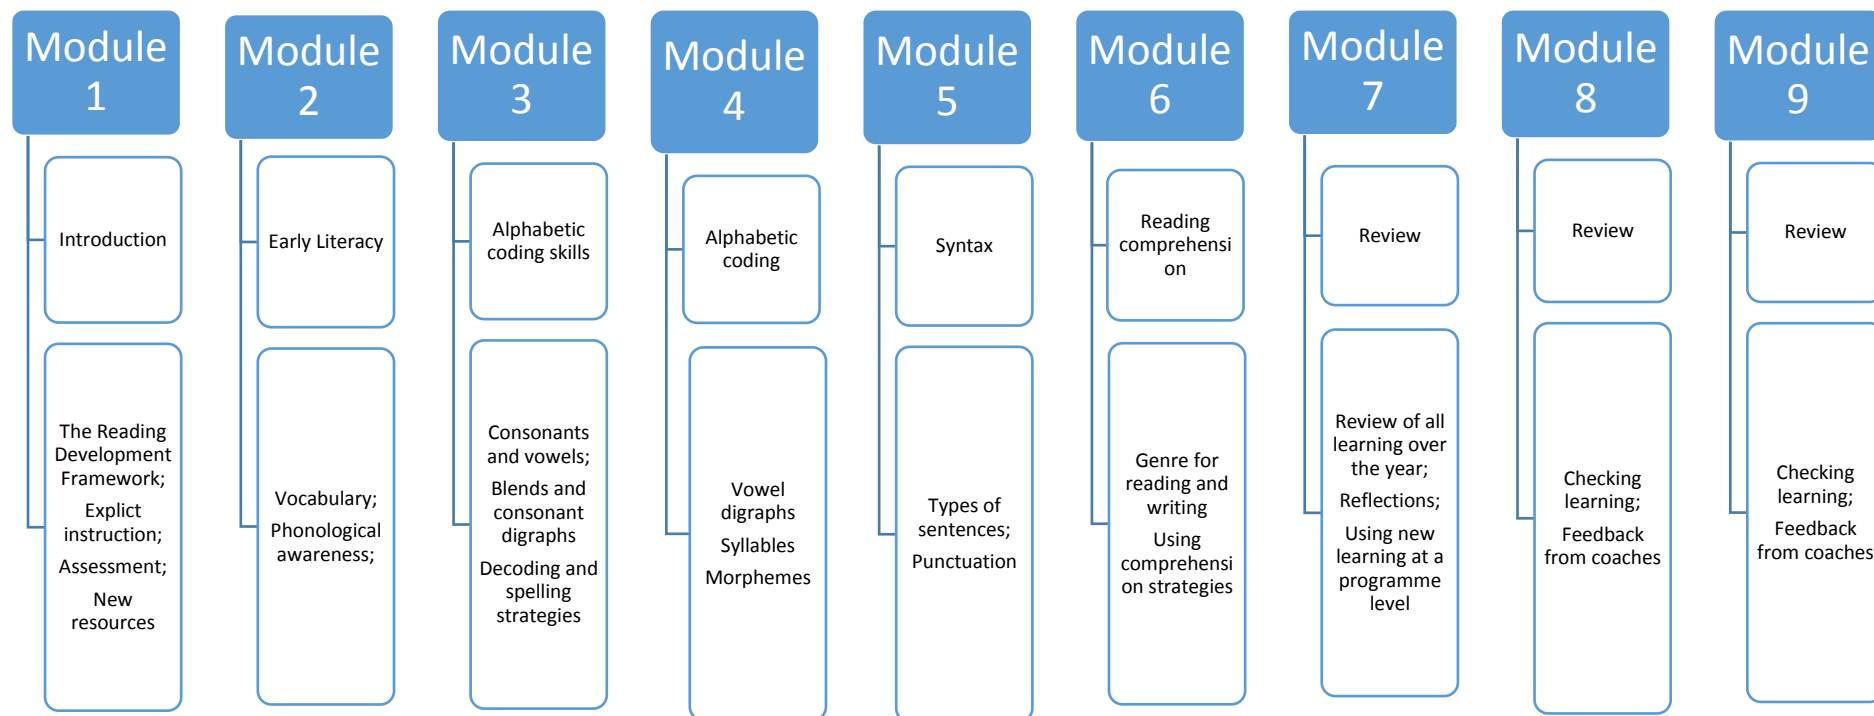 Module
1
Introduction
The Reading
Development
Framework;
Explict
instruction;
Assessment;
New
resources
Module
2
Early Literacy
Vocabulary;
Phonological
awareness;
Module
3
Alphabetic
coding skills
Consonants
and vowels;
Blends and
consonant
digraphs
Decoding and
spelling
strategies
Module
4
Alphabetic
coding
Vowel
digraphs
Syllables
Morphemes
Module
5
Syntax
Types of
sentences;
Punctuation
Module
6
Reading
comprehensi
on
Genre for
reading and
writing
Using
comprehensi
on strategies
Module
7
Review
Review of all
learning over
the year;
Reflections;
Using new
learning at a
programme
level
Module
8
Review
Checking
learning;
Feedback
from coaches
Module
9
Review
Checking
learning;
Feedback
from coaches